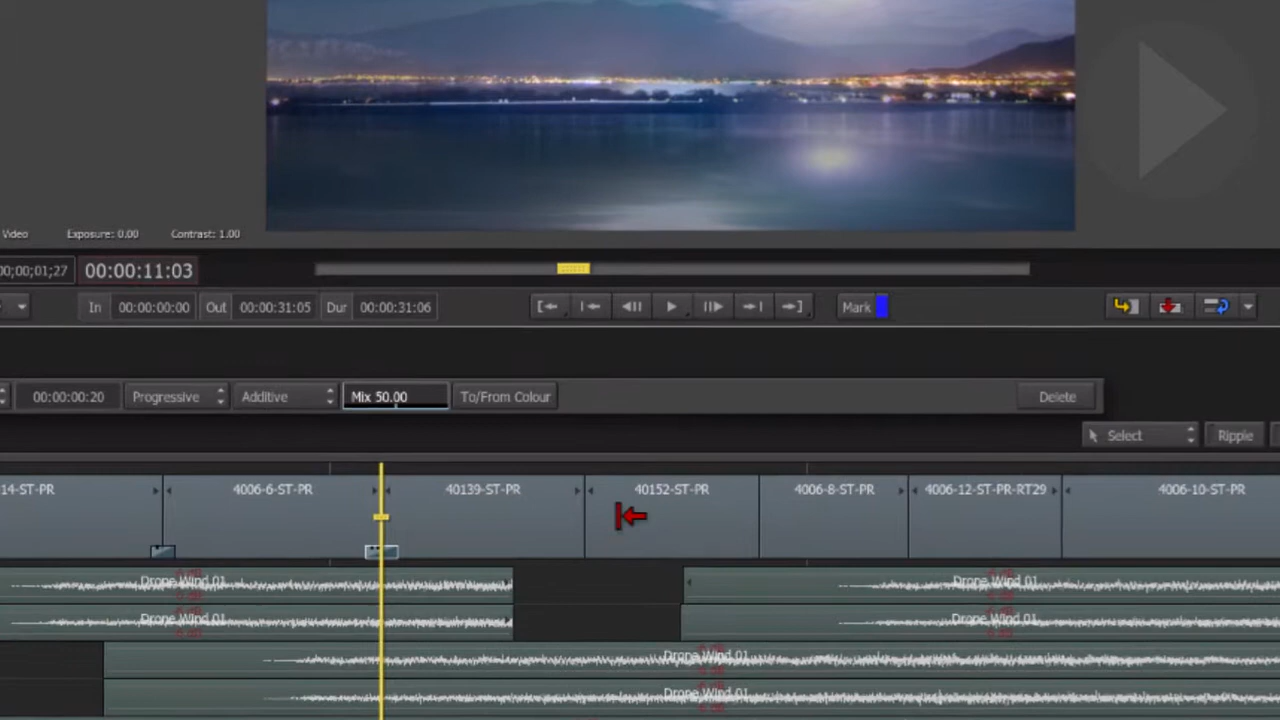 Video Exposure: 0.00 Contrast: 1.00
00;00;01;27 00:00:11:03
In 00:00:00:00 Out 00:00:31:05 Dur 00:00:31:06 Mark
00:00:00:20 Progressive Additive Mix 50.00 To/From Colour Delete
Select Ripple
14-ST-PR 4006-6-ST-PR 40139-ST-PR 40152-ST-PR 4006-8-ST-PR 4006-12-ST-PR-RT29 4006-10-ST-PR
Drone Wind 01 Drone Wind 01
Drone Wind 01 Drone Wind 01
Drone Wind 01
Drone Wind 01